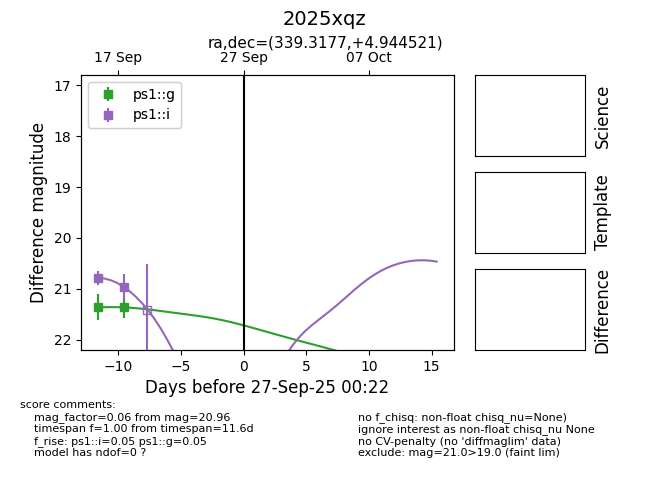 2025xqz
ra,dec=(339.3177,+4.944521)
17 Sep
27 Sep
07 Oct
ps1::g
ps1::i
17
18
19
20
21
22
Difference magnitude
−10
−5
0
5
10
15
Days before 27-Sep-25 00:22
Science
Template
Difference
score comments:
mag_factor=0.06 from mag=20.96
timespan f=1.00 from timespan=11.6d
f_rise: ps1::i=0.05 ps1::g=0.05
model has ndof=0 ?
no f_chisq: non-float chisq_nu=None)
ignore interest as non-float chisq_nu None
no CV-penalty (no 'diffmaglim' data)
exclude: mag=21.0>19.0 (faint lim)